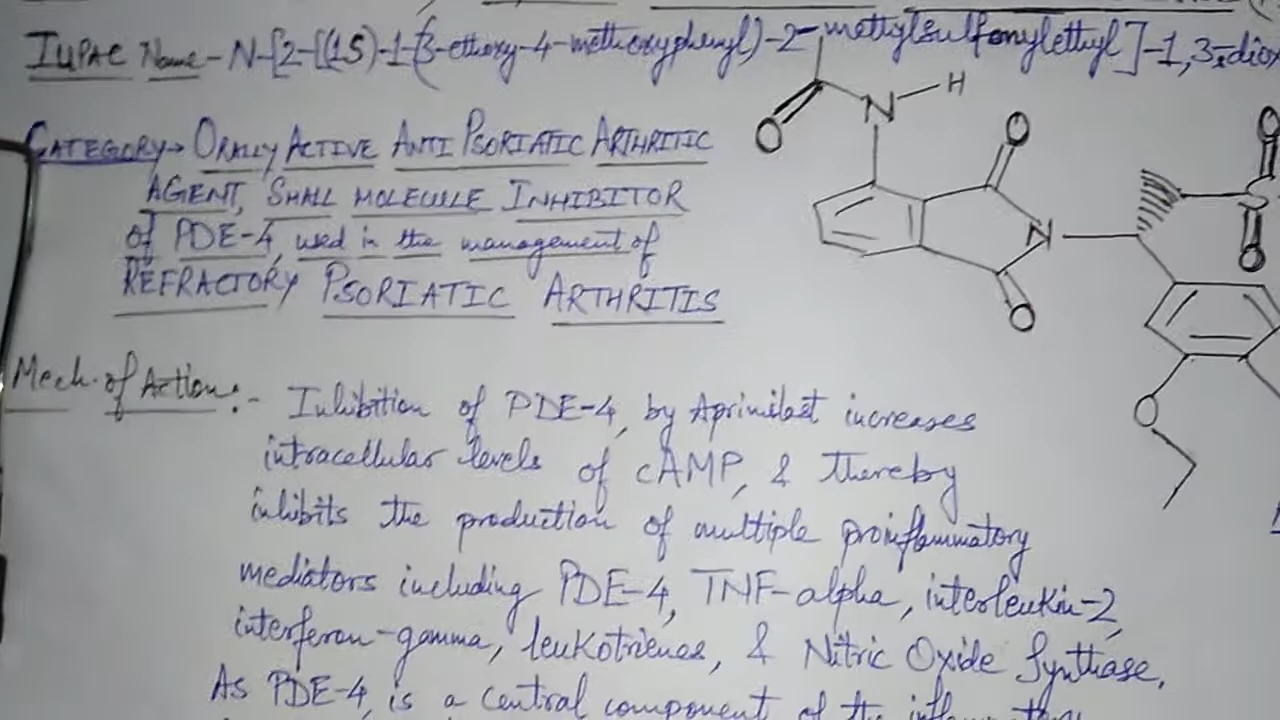 IUPAC Name - N-[2-[(1S)-1-(3-ethoxy-4-methoxyphenyl)-2-methylsulfonylethyl]-1,3-diox
CATEGORY → ORALLY ACTIVE ANTI PSORIATIC ARTHRITIC
AGENT, SMALL MOLECULE INHIBITOR
of PDE-4, used in the management of
REFRACTORY PSORIATIC ARTHRITIS
O
N
H
O
N
O
S
O
O
O
Mech. of Action:- Inhibition of PDE-4, by Aprimilast increases
intracellular levels of cAMP, & thereby
inhibits the production of multiple proinflammatory
mediators including PDE-4, TNF-alpha, interleukin-2,
interferon-gamma, leukotrienes, & Nitric Oxide Synthase,
As PDE-4, is a central component of the